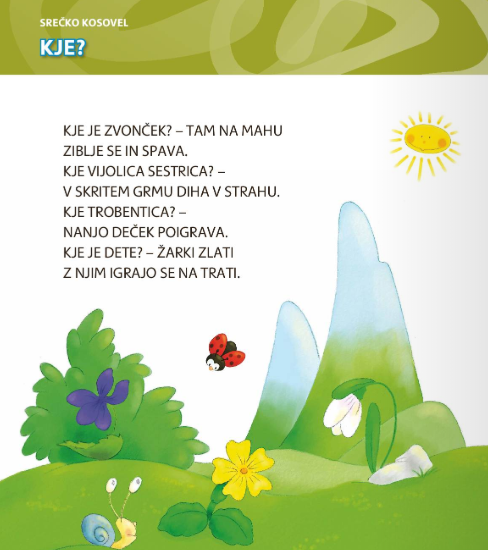 SREČKO KOSOVEL
KJE?
KJE JE ZVONČEK? – TAM NA MAHU
ZIBLJE SE IN SPAVA.
KJE VIJOLICA SESTRICA? –
V SKRITEM GRMU DIHA V STRAHU.
KJE TROBENTICA? –
NANJO DEČEK POIGRAVA.
KJE JE DETE? – ŽARKI ZLATI
Z NJIM IGRAJO SE NA TRATI.